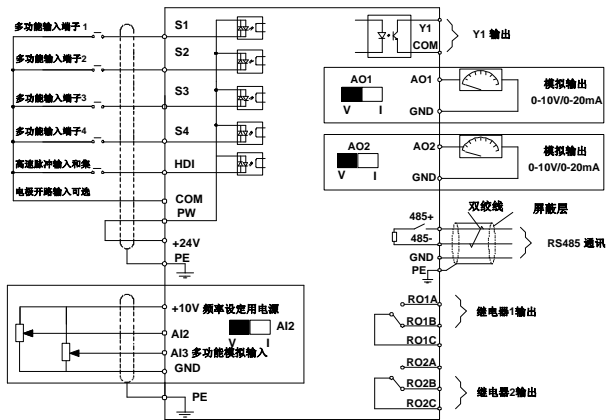 多功能输入端子1
S1
多功能输入端子2
S2
多功能输入端子3
S3
多功能输入端子4
S4
高速脉冲输入和集
HDI
电极开路输入可选
COM
PW
+24V
PE
+10V 频率设定用电源
AI2
V I
AI2
AI3 多功能模拟输入
GND
PE
Y1
COM
Y1 输出
AO1
V I
AO1
GND
模拟输出
0-10V/0-20mA
AO2
V I
AO2
GND
模拟输出
0-10V/0-20mA
双绞线
屏蔽层
485+
485-
GND
PE
RS485 通讯
RO1A
RO1B
RO1C
继电器1输出
RO2A
RO2B
RO2C
继电器2输出